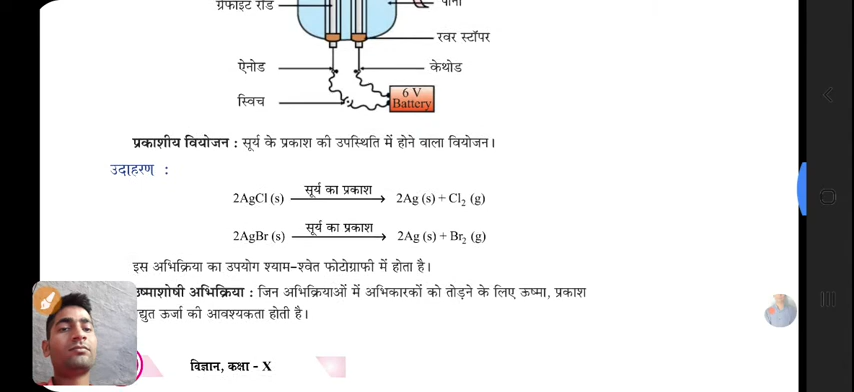 ग्रेफाइट रॉड
पानी
रबर स्टॉपर
ऐनोड
केथोड
6 V
Battery
स्विच
प्रकाशीय वियोजन : सूर्य के प्रकाश की उपस्थिति में होने वाला वियोजन।
उदाहरण :
2AgCl (s) सूर्य का प्रकाश 2Ag (s) + Cl₂ (g)
2AgBr (s) सूर्य का प्रकाश 2Ag (s) + Br₂ (g)
इस अभिक्रिया का उपयोग श्याम-श्वेत फोटोग्राफी में होता है।
उष्माशोषी अभिक्रिया : जिन अभिक्रियाओं में अभिकारकों को तोड़ने के लिए ऊष्मा, प्रकाश
द्युत ऊर्जा की आवश्यकता होती है।
विज्ञान, कक्षा - X